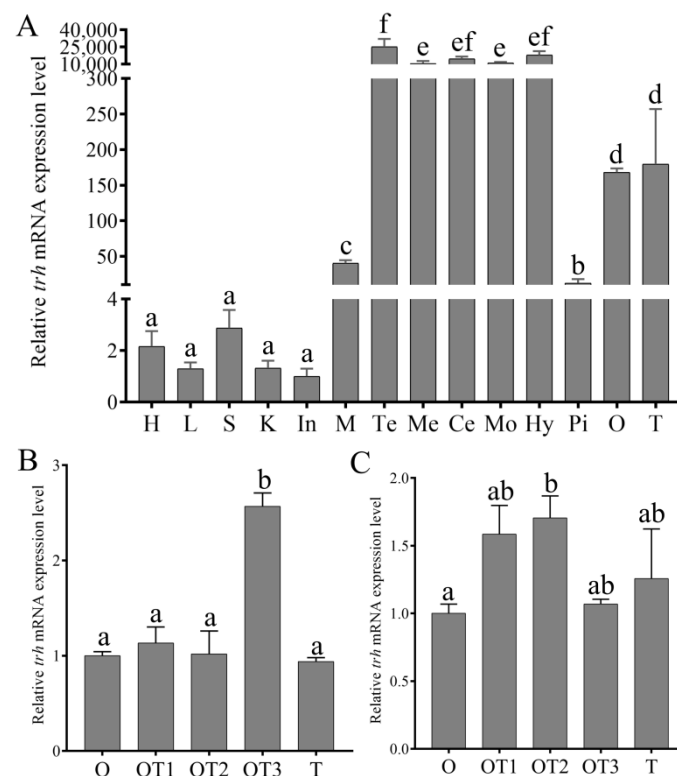 A
Relative trh mRNA expression level
40,000
25,000
10,000
300
200
150
100
50
4
2
0
a a a a a c f e ef e ef b d d
H L S K In M Te Me Ce Mo Hy Pi O T
B
Relative trh mRNA expression level
3
2
1
0
a a a b a
O OT1 OT2 OT3 T
C
Relative trh mRNA expression level
2.0
1.5
1.0
0.5
0.0
a ab b ab ab
O OT1 OT2 OT3 T